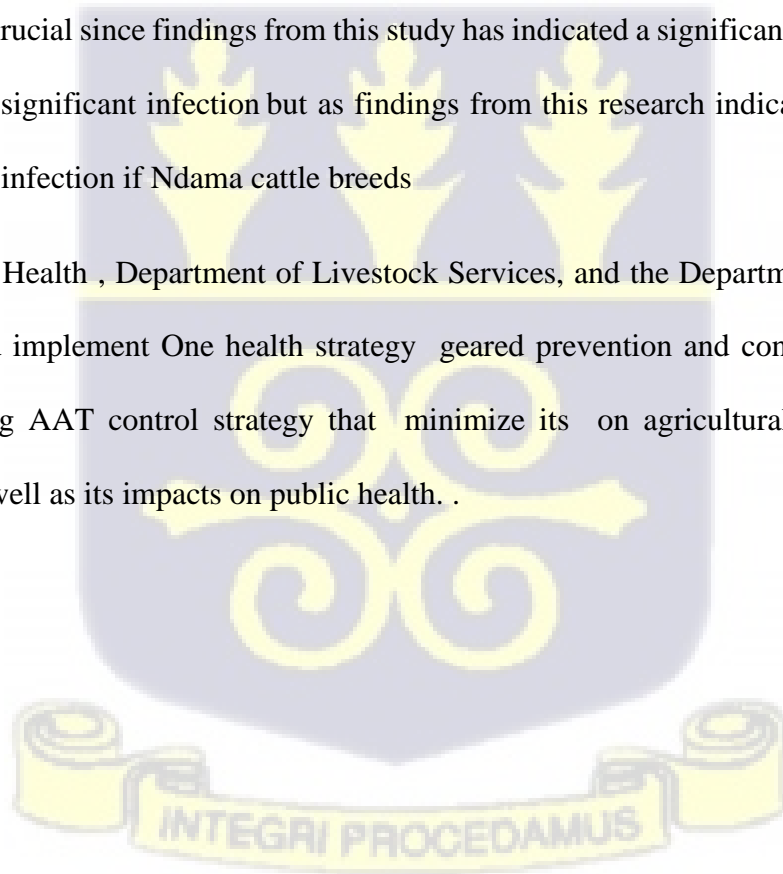 rucial since findings from this study has indicated a significan
significant infection but as findings from this research indica
infection if Ndama cattle breeds
Health , Department of Livestock Services, and the Departm
implement One health strategy geared prevention and con
g AAT control strategy that minimize its on agricultural
well as its impacts on public health. .
INTEGRI PROCEDAMUS